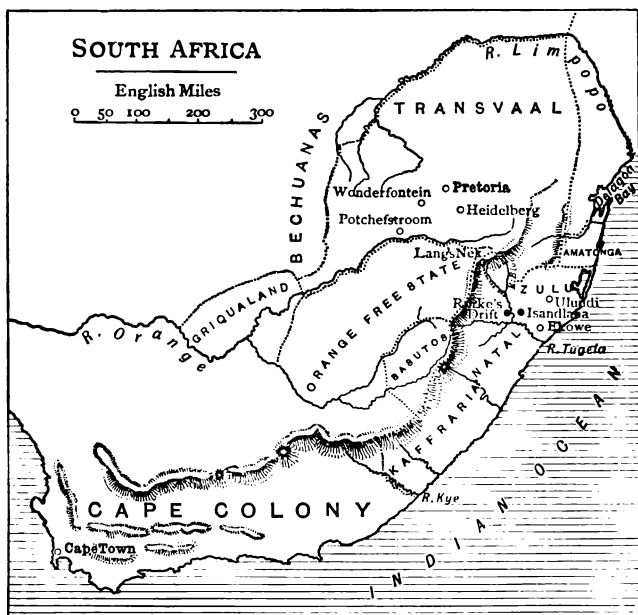 SOUTH AFRICA
English Miles
50 0 100 200 300
R. Limpopo
TRANSVAAL
BECHUANAS
Delagoa Bay
Wonderfontein
Pretoria
Heidelberg
Potchefstroom
Lang's Nek
AMATONGA
ZULU
Ulundi
Rorke's Drift
Isandlana
Ekowe
R. Tugela
GRIQUALAND
ORANGE FREE STATE
R. Orange
BASUTOS
NATAL
KAFFRARIA
R. Kye
CAPE COLONY
Cape Town
INDIAN OCEAN